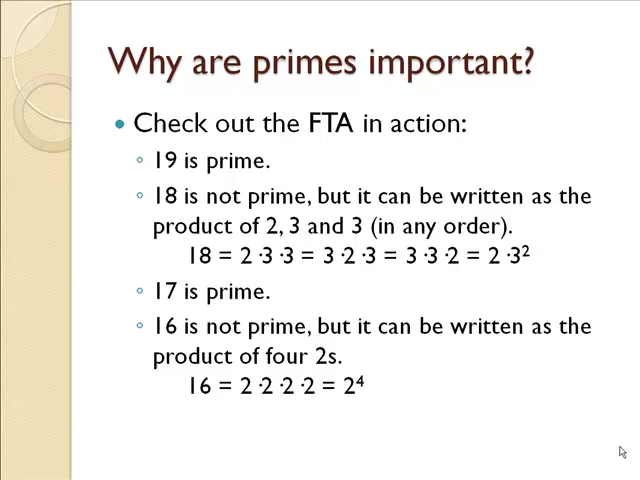 Why are primes important?
• Check out the FTA in action:
◦ 19 is prime.
◦ 18 is not prime, but it can be written as the
product of 2, 3 and 3 (in any order).
18 = 2·3·3 = 3·2·3 = 3·3·2 = 2·3²
◦ 17 is prime.
◦ 16 is not prime, but it can be written as the
product of four 2s.
16 = 2·2·2·2 = 2⁴